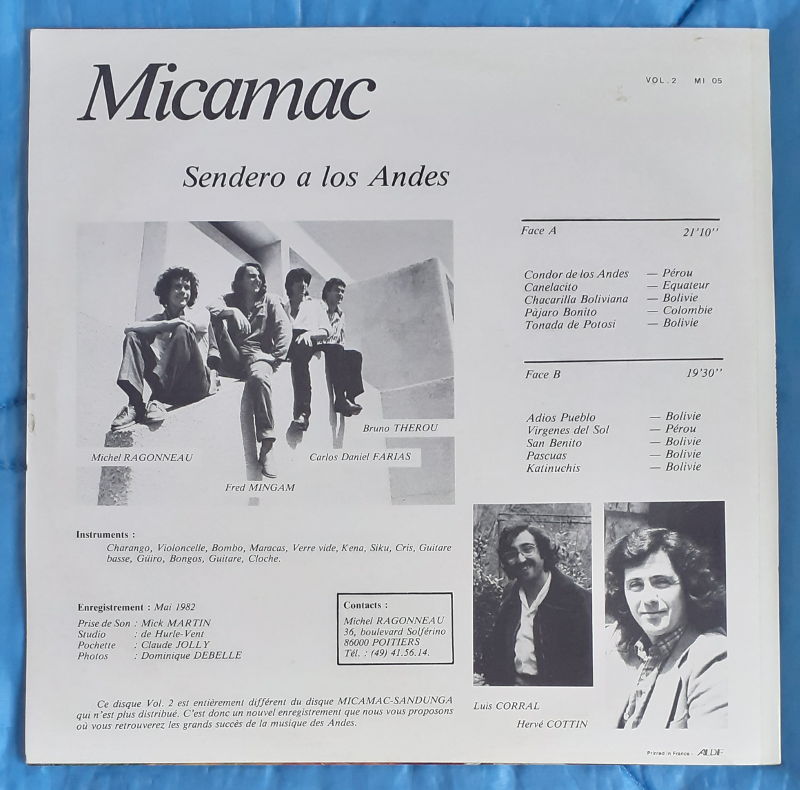 Micamac
VOL.2 MI 05
Sendero a los Andes
Face A 21'10''
Condor de los Andes — Pérou
Canelacito — Equateur
Chacarilla Boliviana — Bolivie
Pàjaro Bonito — Colombie
Tonada de Potosi — Bolivie
Face B 19'30''
Adios Pueblo — Bolivie
Virgenes del Sol — Pérou
San Benito — Bolivie
Pascuas — Bolivie
Katinuchis — Bolivie
Bruno THEROU
Michel RAGONNEAU
Carlos Daniel FARIAS
Fred MINGAM
Instruments :
Charango, Violoncelle, Bombo, Maracas, Verre vide, Kena, Siku, Cris, Guitare
basse, Güiro, Bongos, Guitare, Cloche.
Enregistrement : Mai 1982
Prise de Son : Mick MARTIN
Studio : de Hurle-Vent
Pochette : Claude JOLLY
Photos : Dominique DEBELLE
Contacts :
Michel RAGONNEAU
36, boulevard Solférino
86000 POITIERS
Tél. : (49) 41.56.14.
Luis CORRAL
Hervé COTTIN
Ce disque Vol. 2 est entièrement différent du disque MICAMAC-SANDUNGA
qui n'est plus distribué. C'est donc un nouvel enregistrement que nous vous proposons
où vous retrouverez les grands succès de la musique des Andes.
Printed in France - ALDIE